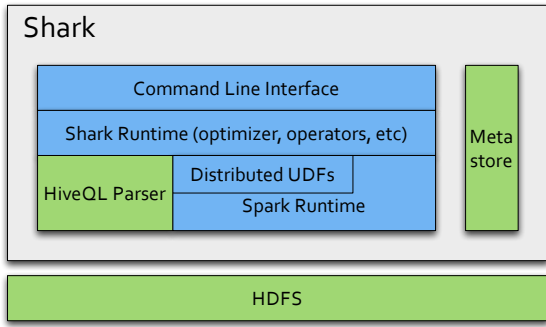 Shark
Command Line Interface
Shark Runtime (optimizer, operators, etc)
Meta
store
HiveQL Parser
Distributed UDFs
Spark Runtime
HDFS